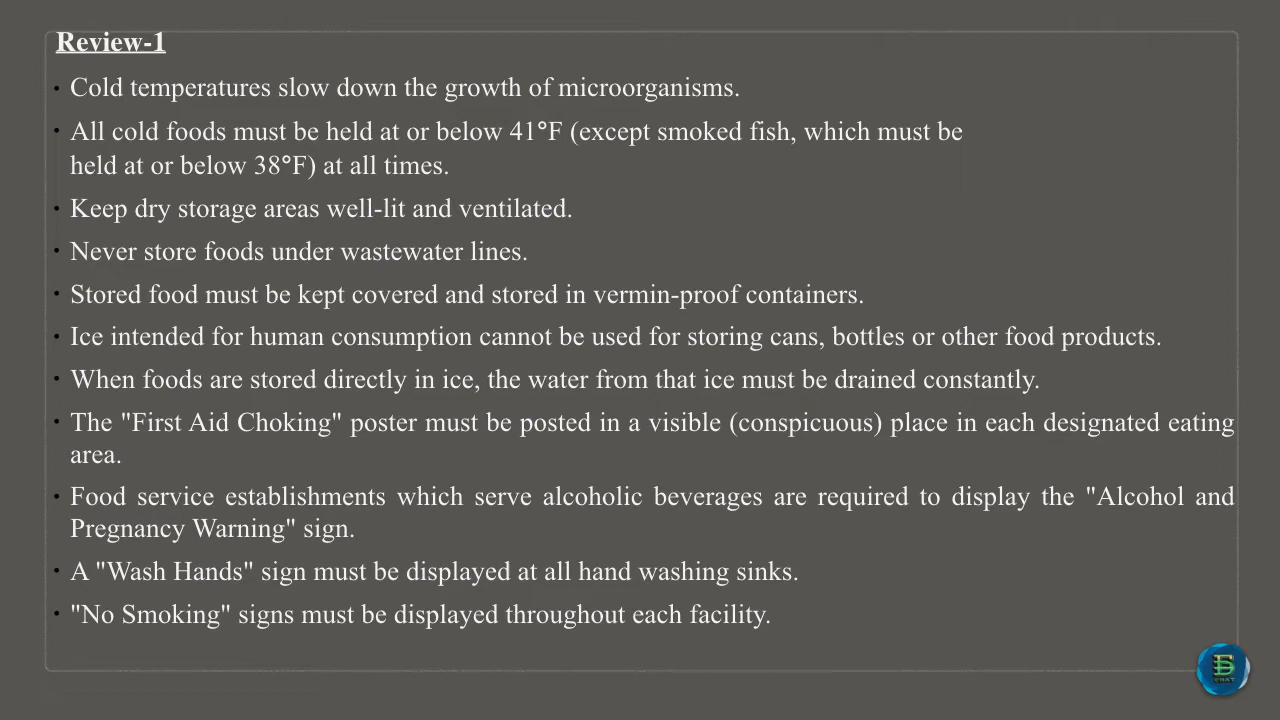 Review-1
· Cold temperatures slow down the growth of microorganisms.
· All cold foods must be held at or below 41°F (except smoked fish, which must be
held at or below 38°F) at all times.
· Keep dry storage areas well-lit and ventilated.
· Never store foods under wastewater lines.
· Stored food must be kept covered and stored in vermin-proof containers.
· Ice intended for human consumption cannot be used for storing cans, bottles or other food products.
· When foods are stored directly in ice, the water from that ice must be drained constantly.
· The "First Aid Choking" poster must be posted in a visible (conspicuous) place in each designated eating
area.
· Food service establishments which serve alcoholic beverages are required to display the "Alcohol and
Pregnancy Warning" sign.
· A "Wash Hands" sign must be displayed at all hand washing sinks.
· "No Smoking" signs must be displayed throughout each facility.